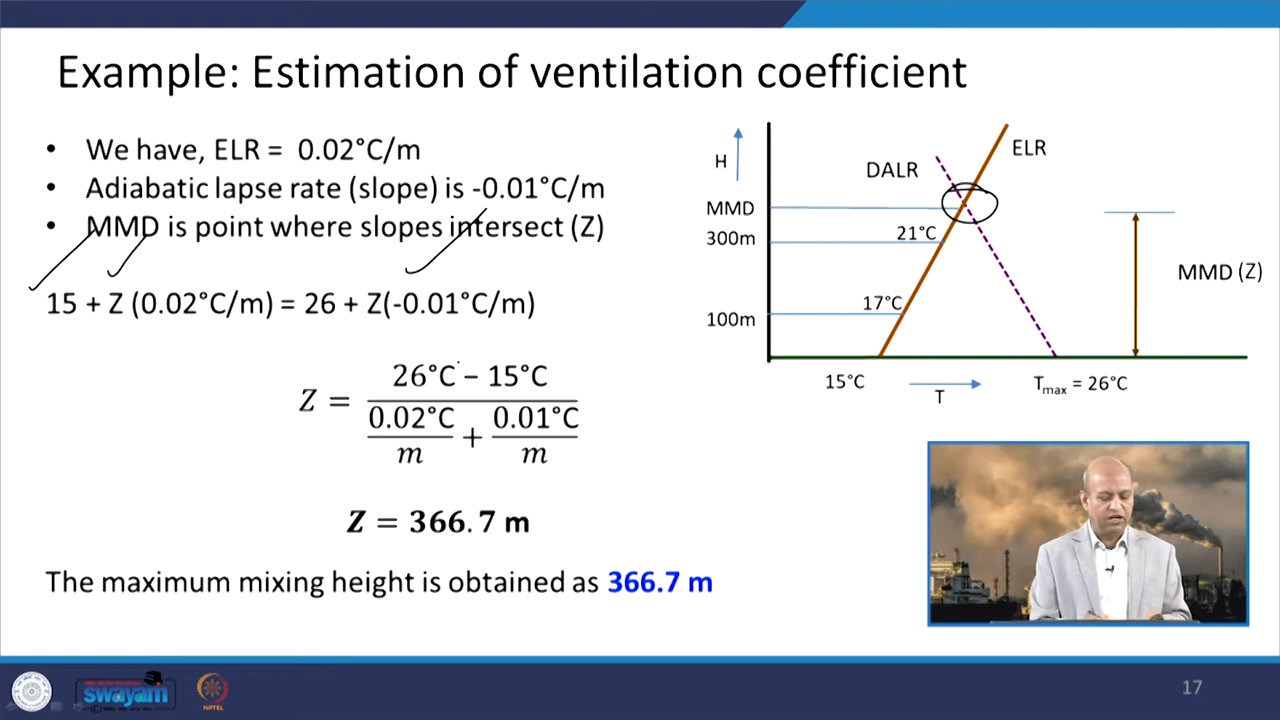 Example: Estimation of ventilation coefficient
• We have, ELR = 0.02°C/m
• Adiabatic lapse rate (slope) is -0.01°C/m
• MMD is point where slopes intersect (Z)
15 + Z (0.02°C/m) = 26 + Z(-0.01°C/m)
26°C – 15°C
Z =
0.02°C + 0.01°C
m m
Z = 366.7 m
The maximum mixing height is obtained as 366.7 m
H
ELR
DALR
MMD
300m
21°C
MMD (Z)
17°C
100m
15°C
T
Tmax = 26°C
swayam
NPTEL
17